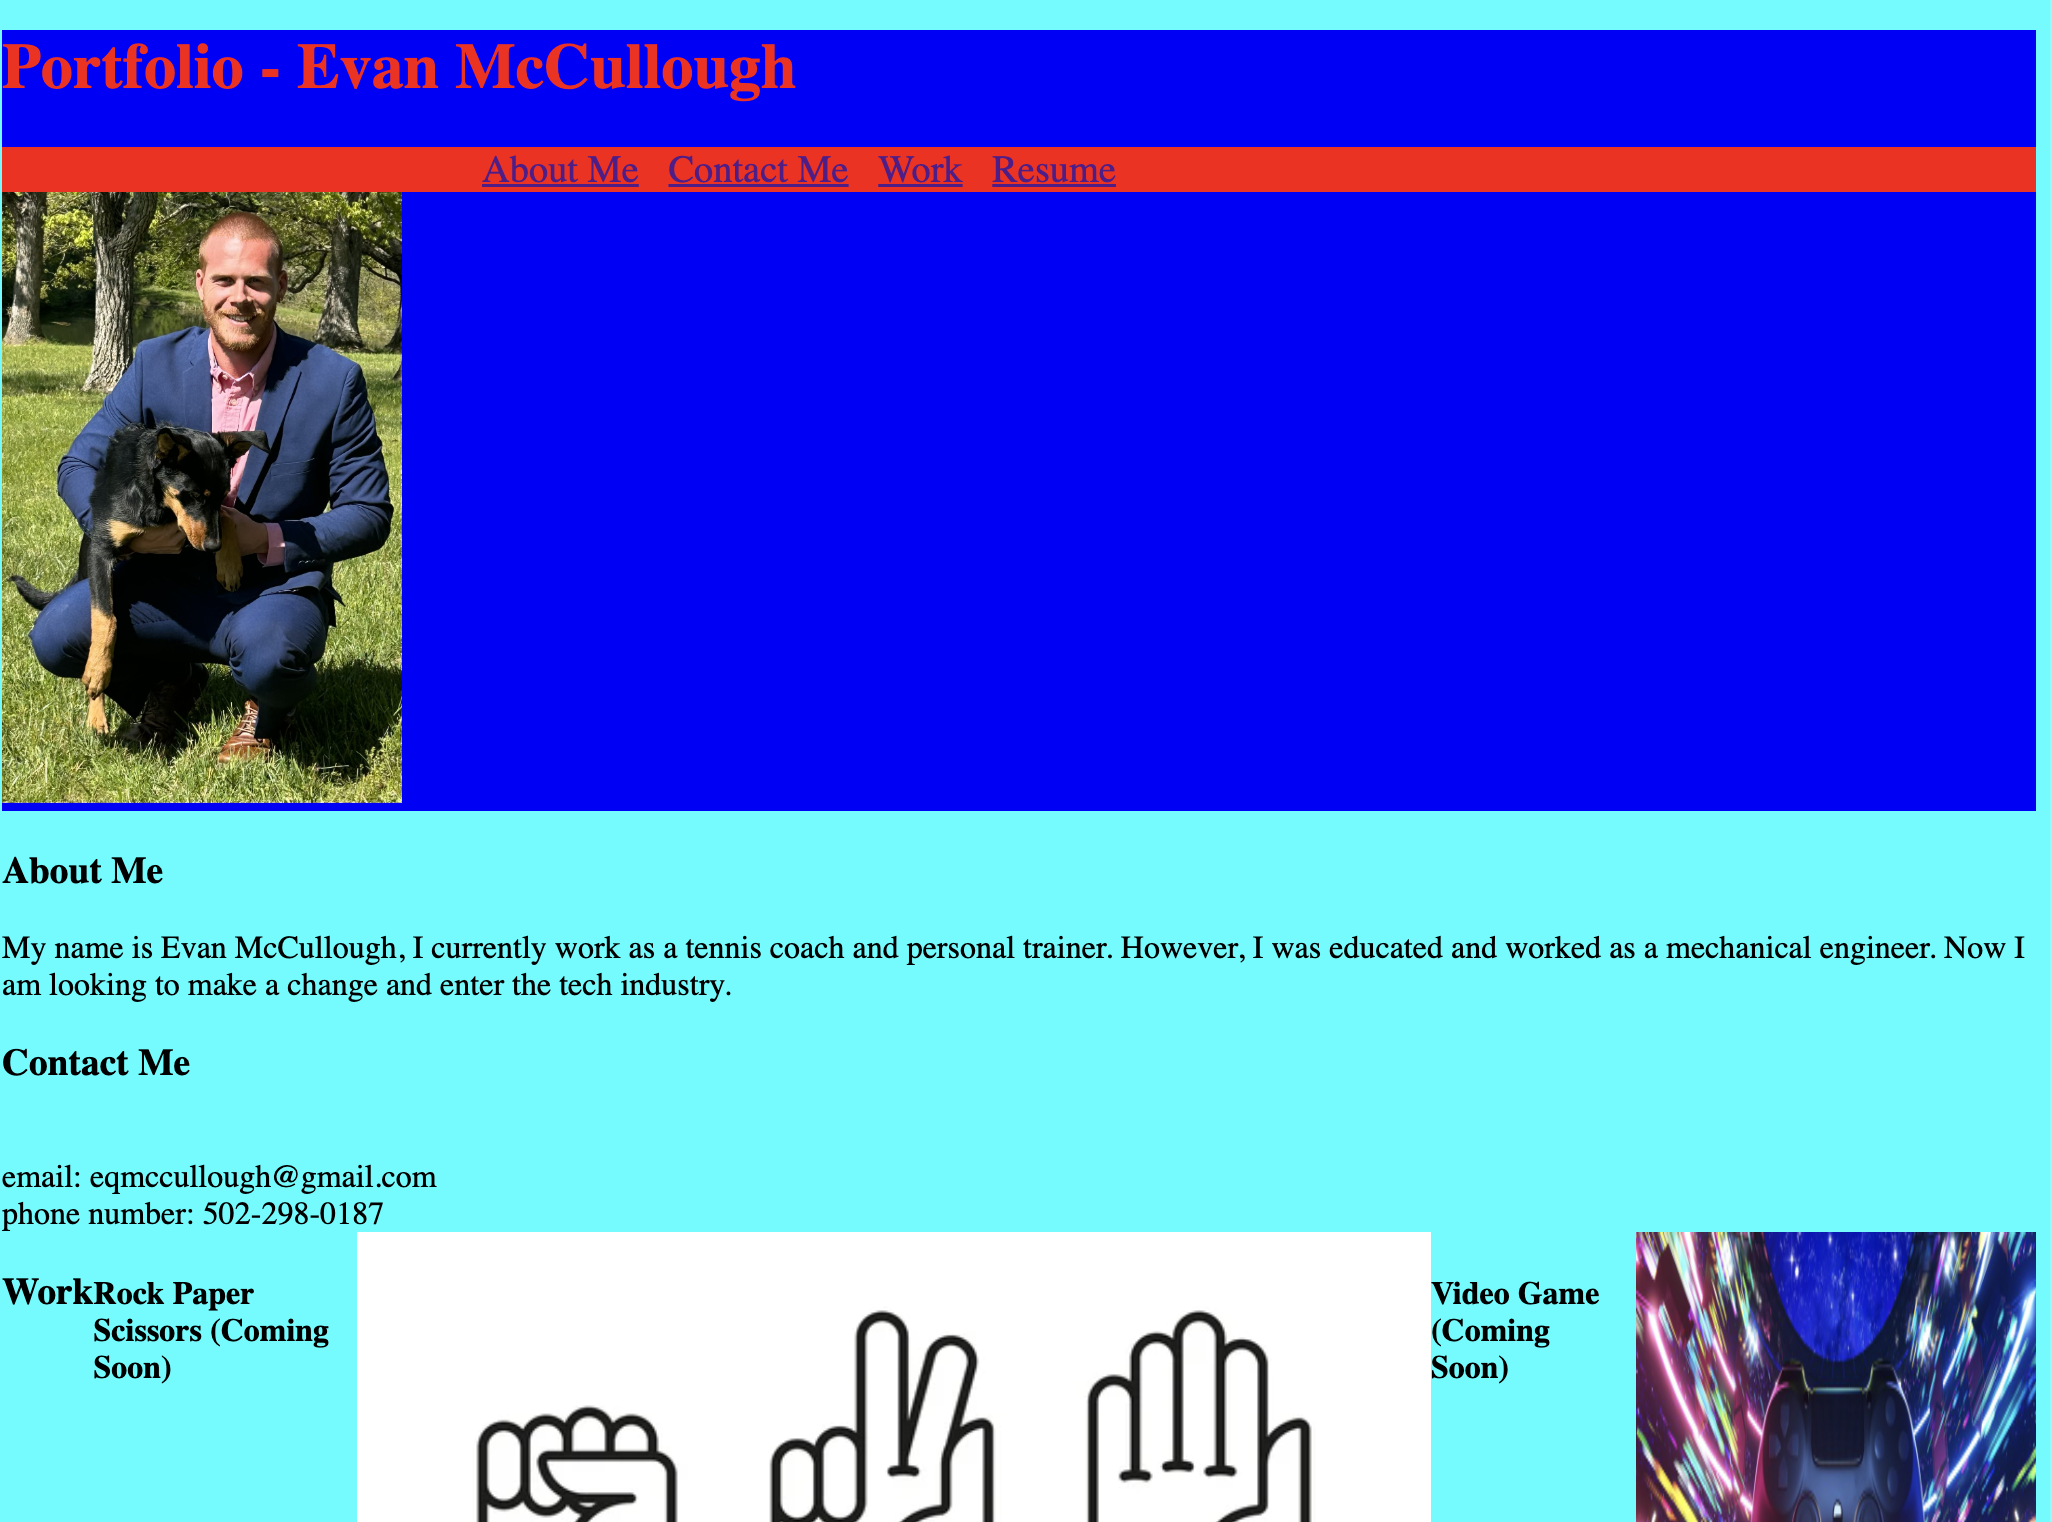 Portfolio - Evan McCullough
About Me Contact Me Work Resume
About Me
My name is Evan McCullough, I currently work as a tennis coach and personal trainer. However, I was educated and worked as a mechanical engineer. Now I
am looking to make a change and enter the tech industry.
Contact Me
email: eqmccullough@gmail.com
phone number: 502-298-0187
Work
Rock Paper
Scissors (Coming
Soon)
Video Game
(Coming
Soon)